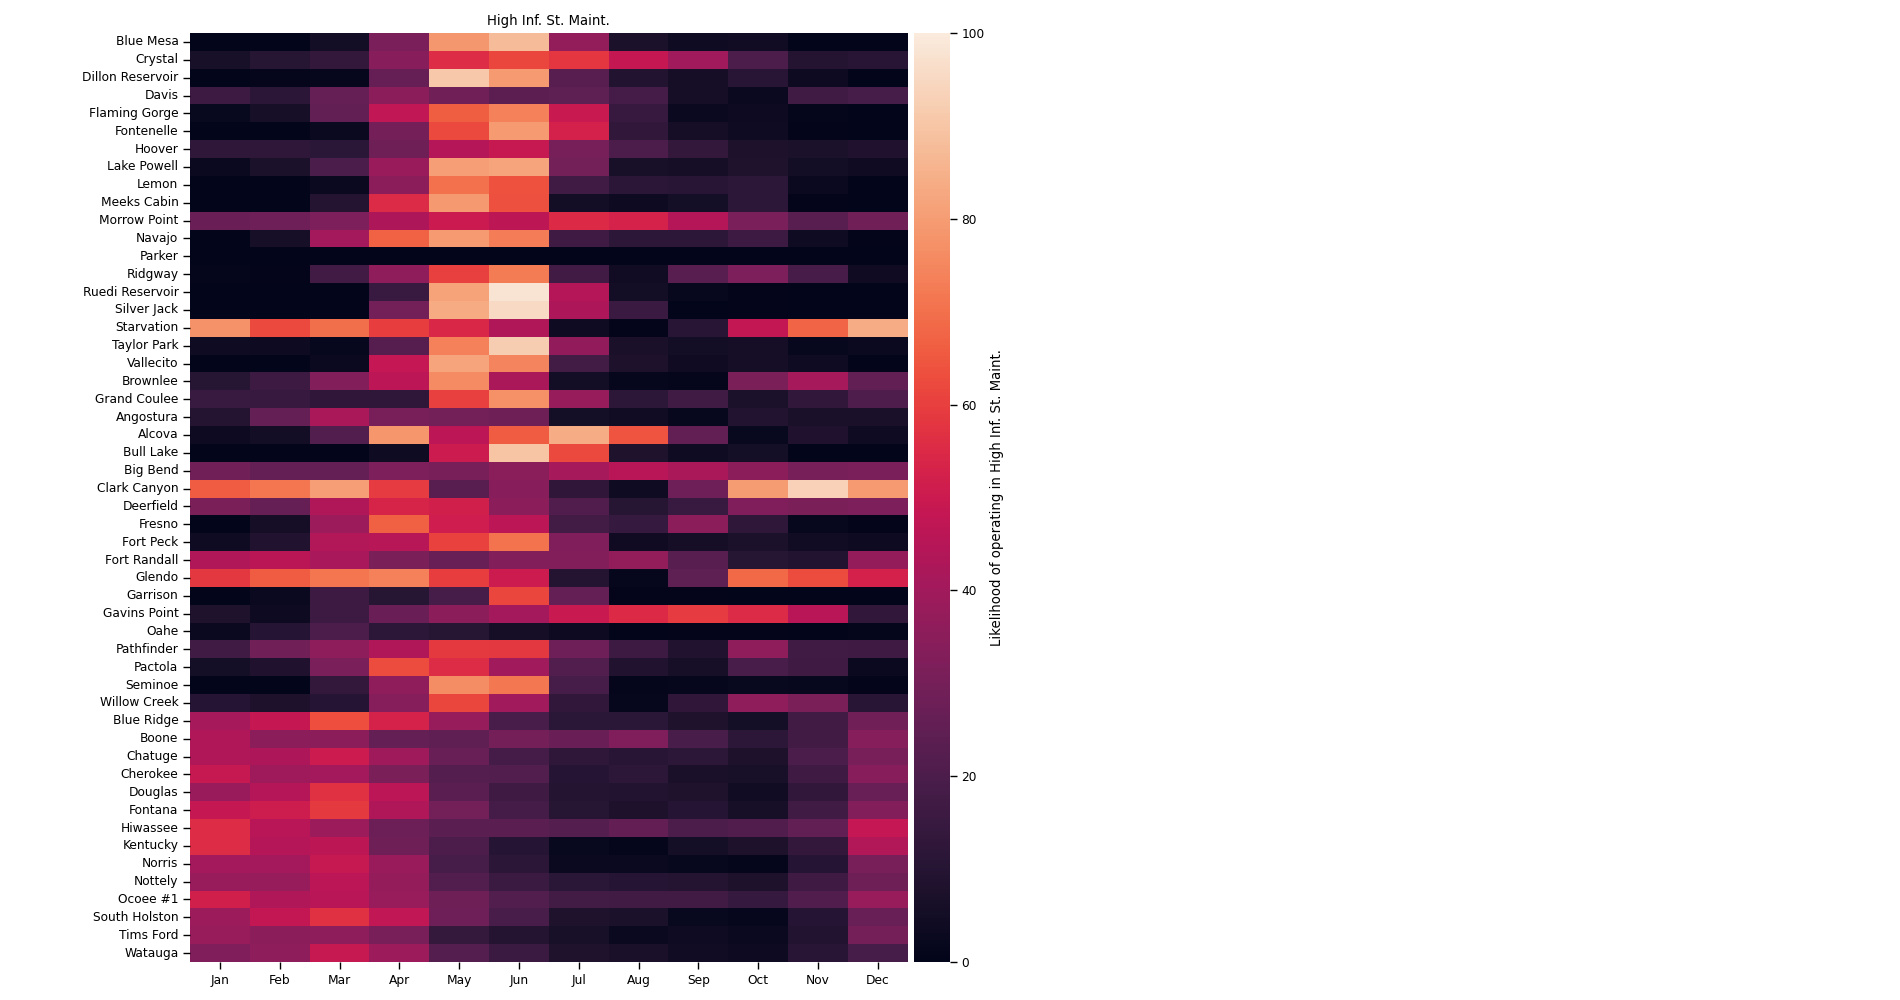 High Inf. St. Maint.
Blue Mesa
Crystal
Dillon Reservoir
Davis
Flaming Gorge
Fontenelle
Hoover
Lake Powell
Lemon
Meeks Cabin
Morrow Point
Navajo
Parker
Ridgway
Ruedi Reservoir
Silver Jack
Starvation
Taylor Park
Vallecito
Brownlee
Grand Coulee
Angostura
Alcova
Bull Lake
Big Bend
Clark Canyon
Deerfield
Fresno
Fort Peck
Fort Randall
Glendo
Garrison
Gavins Point
Oahe
Pathfinder
Pactola
Seminoe
Willow Creek
Blue Ridge
Boone
Chatuge
Cherokee
Douglas
Fontana
Hiwassee
Kentucky
Norris
Nottely
Ocoee #1
South Holston
Tims Ford
Watauga
Jan Feb Mar Apr May Jun Jul Aug Sep Oct Nov Dec
100
80
60
40
20
0
Likelihood of operating in High Inf. St. Maint.